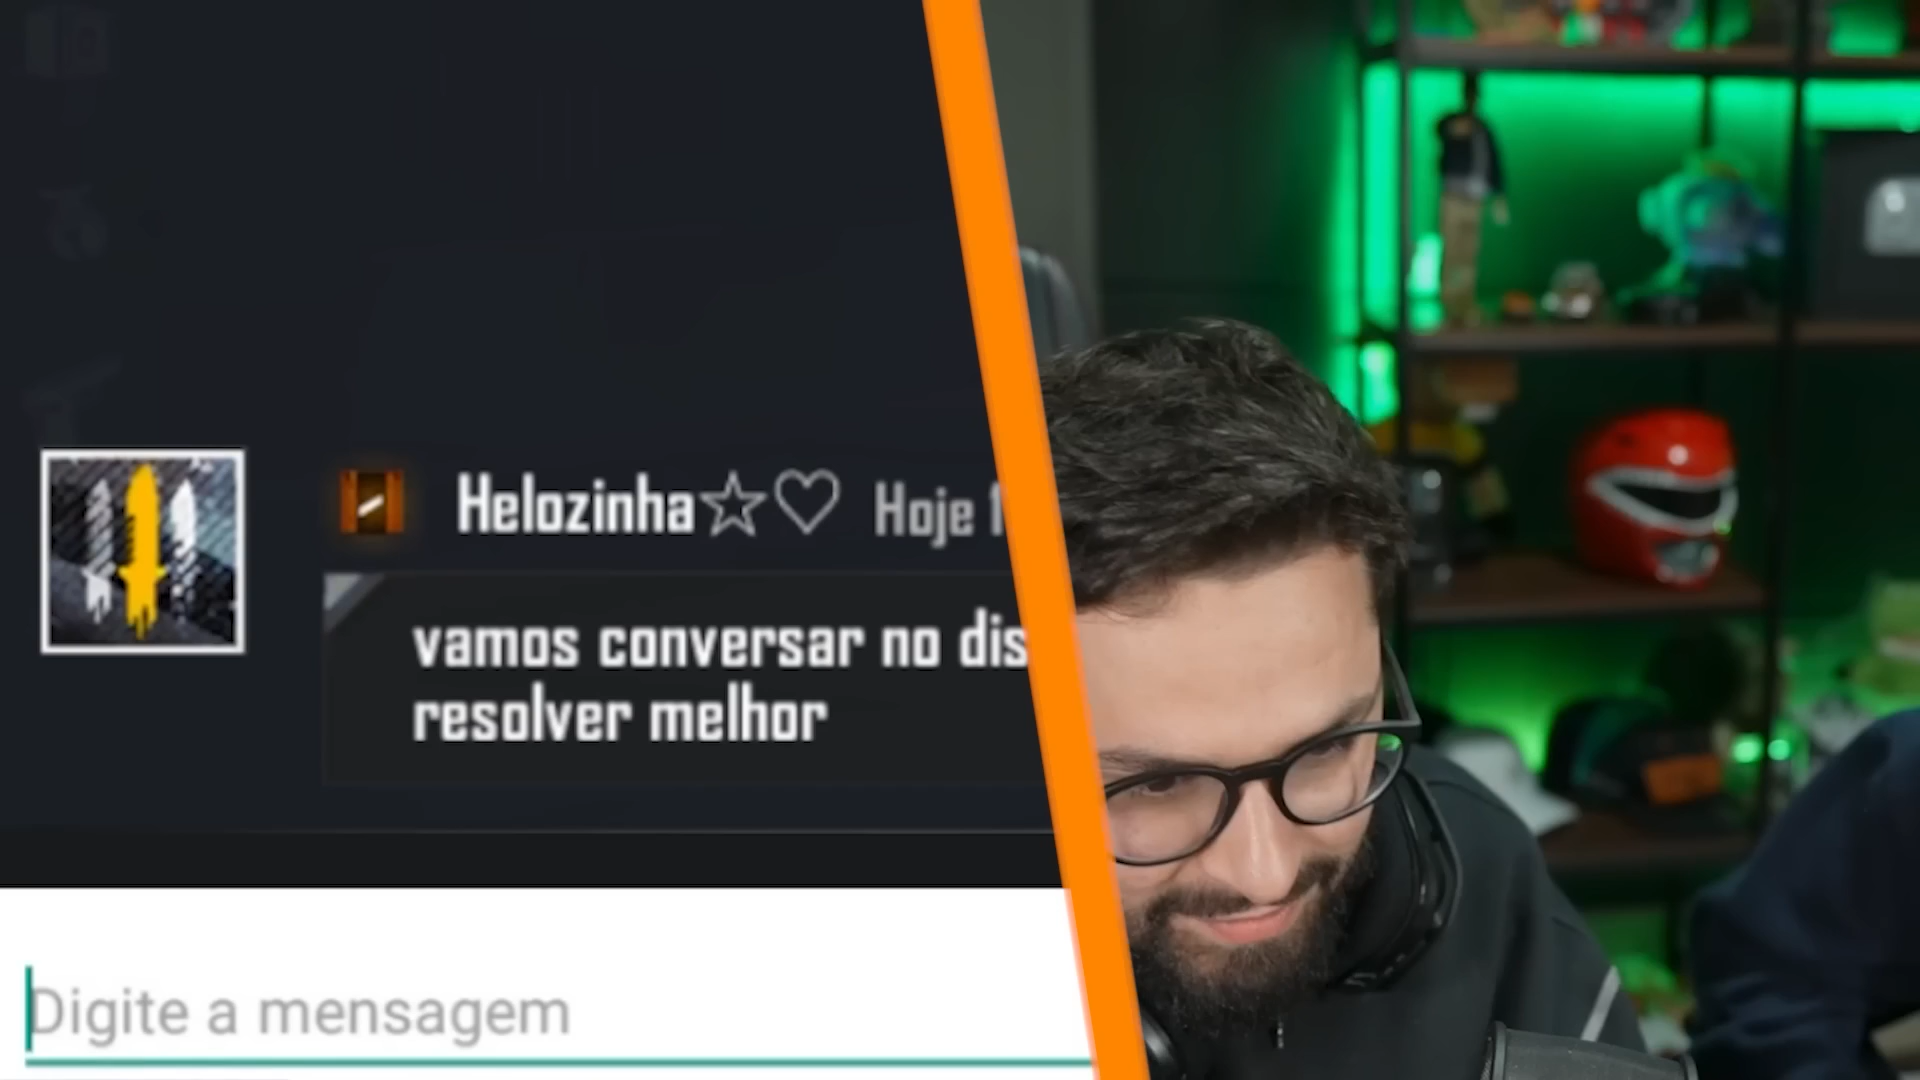 Helozinha☆♡ Hoje
vamos conversar no dis
resolver melhor
Digite a mensagem